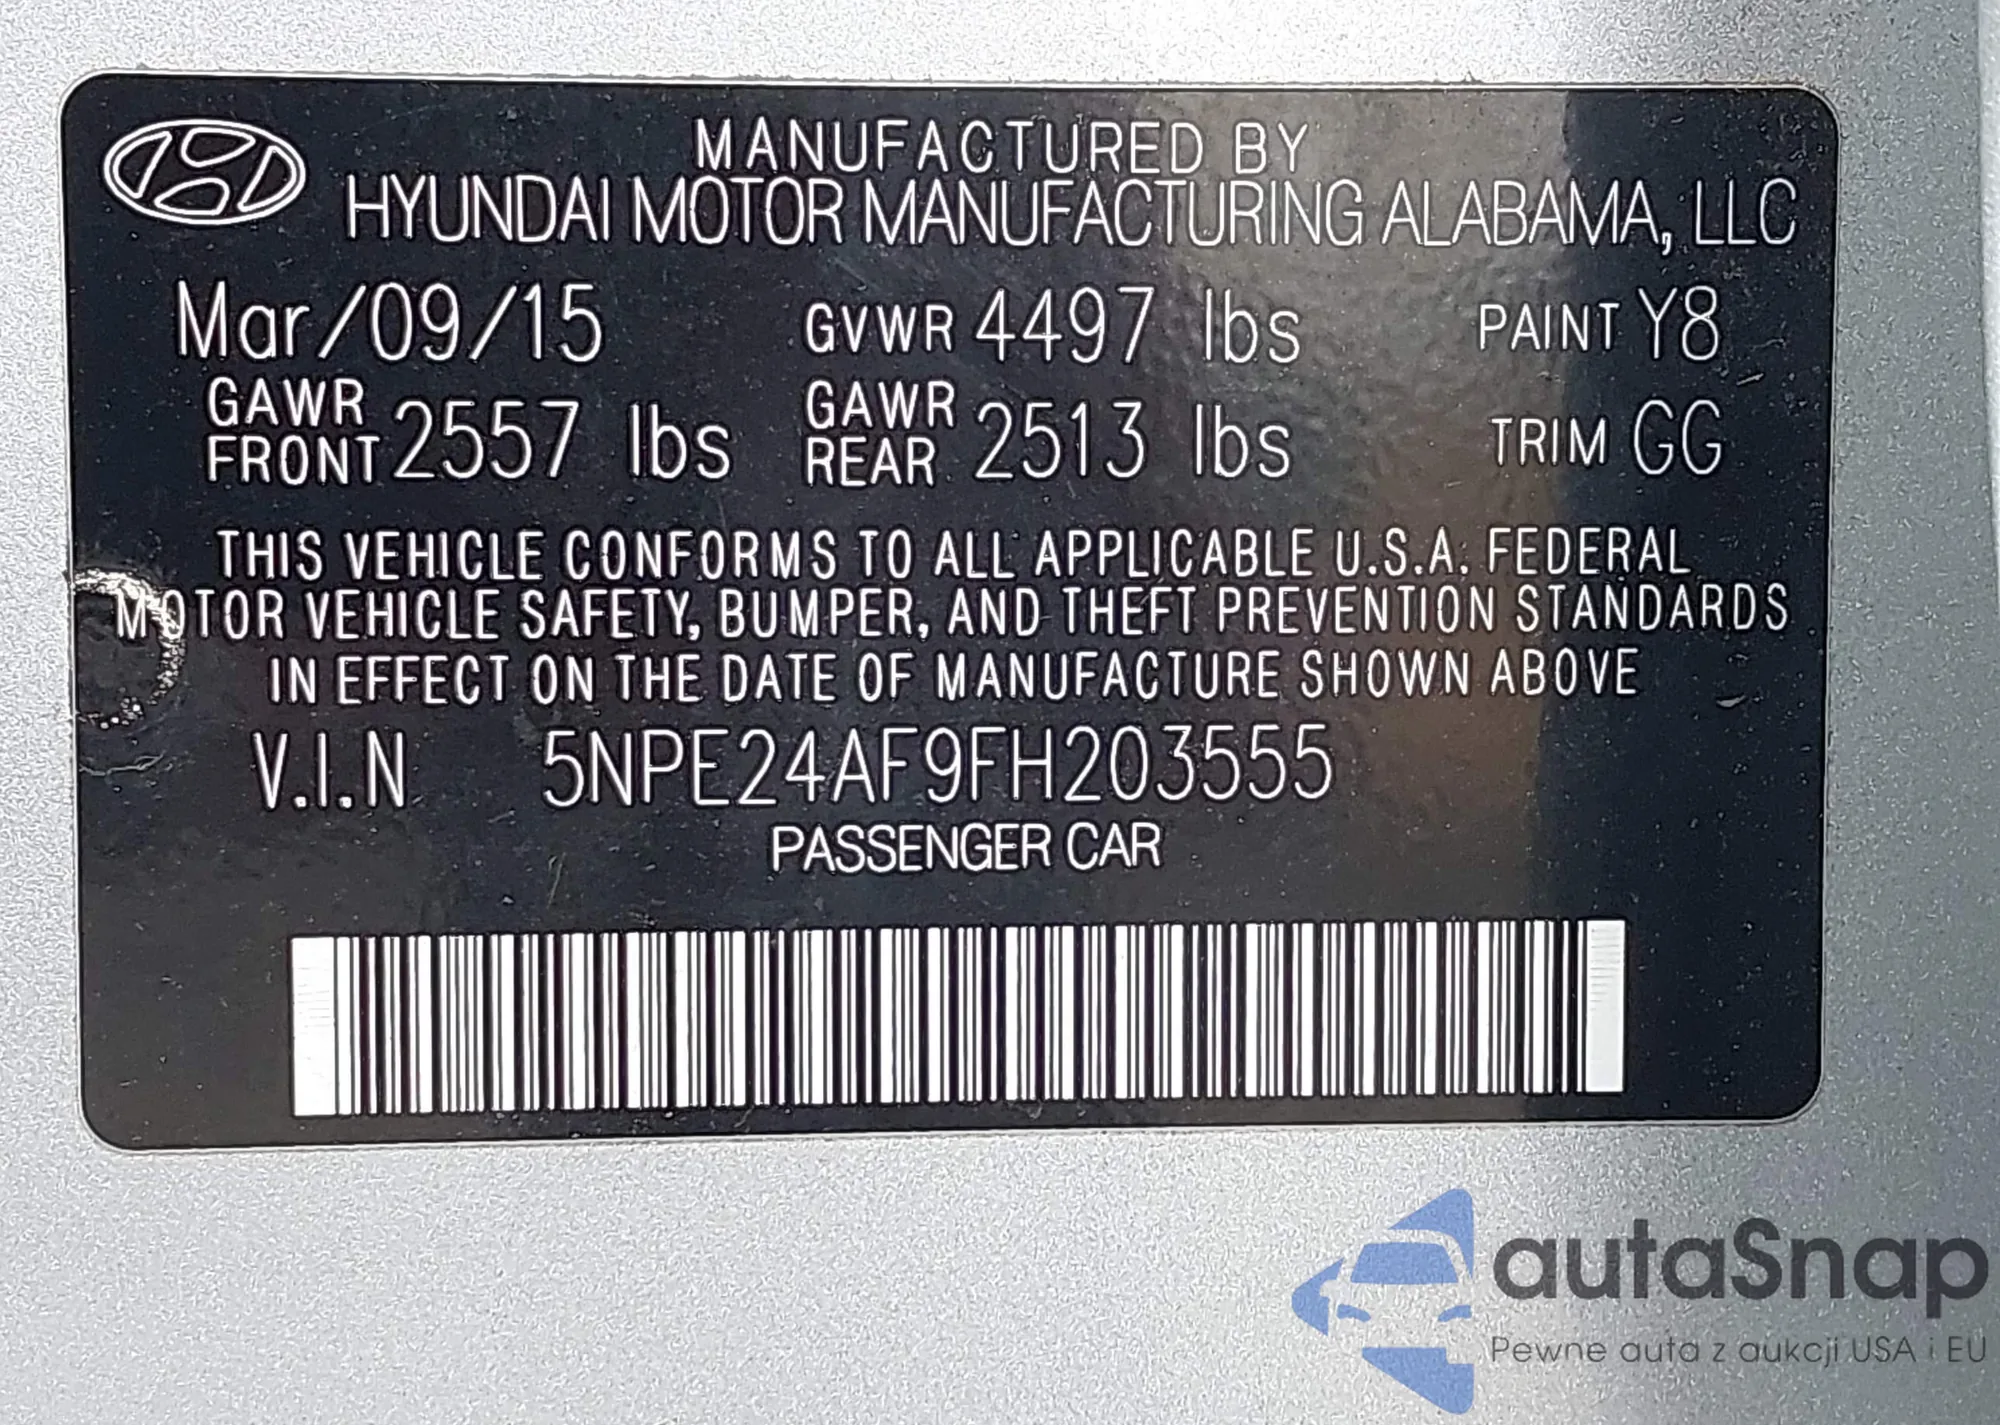 MANUFACTURED BY
HYUNDAI MOTOR MANUFACTURING ALABAMA, LLC
Mar/09/15 GVWR 4497 lbs PAINT Y8
GAWR FRONT 2557 lbs GAWR REAR 2513 lbs TRIM GG
THIS VEHICLE CONFORMS TO ALL APPLICABLE U.S.A. FEDERAL
MOTOR VEHICLE SAFETY, BUMPER, AND THEFT PREVENTION STANDARDS
IN EFFECT ON THE DATE OF MANUFACTURE SHOWN ABOVE
V.I.N 5NPE24AF9FH203555
PASSENGER CAR
autaSnap
Pewne auta z aukcji USA i EU